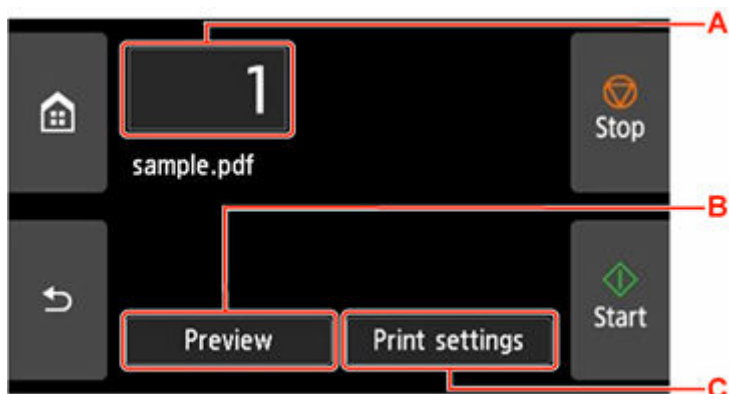 A
1
Stop
sample.pdf
B
Start
Preview
Print settings
C